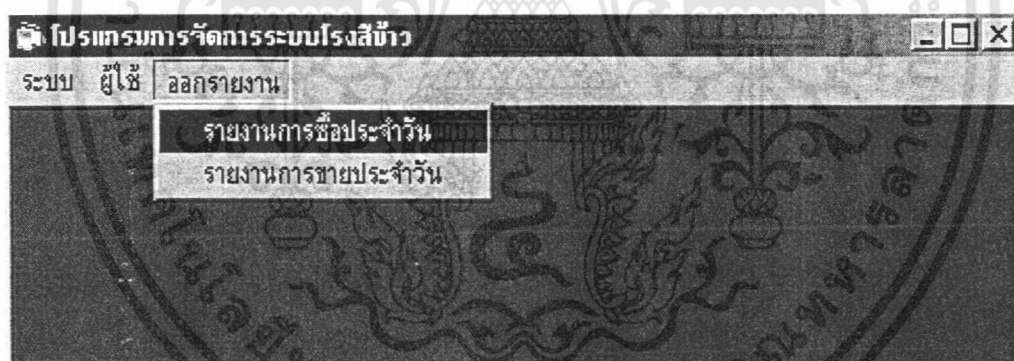 โปรแกรมการจัดการระบบโรงสีข้าว
ระบบ ผู้ใช้ ออกรายงาน
รายงานการซื้อประจำวัน
รายงานการขายประจำวัน